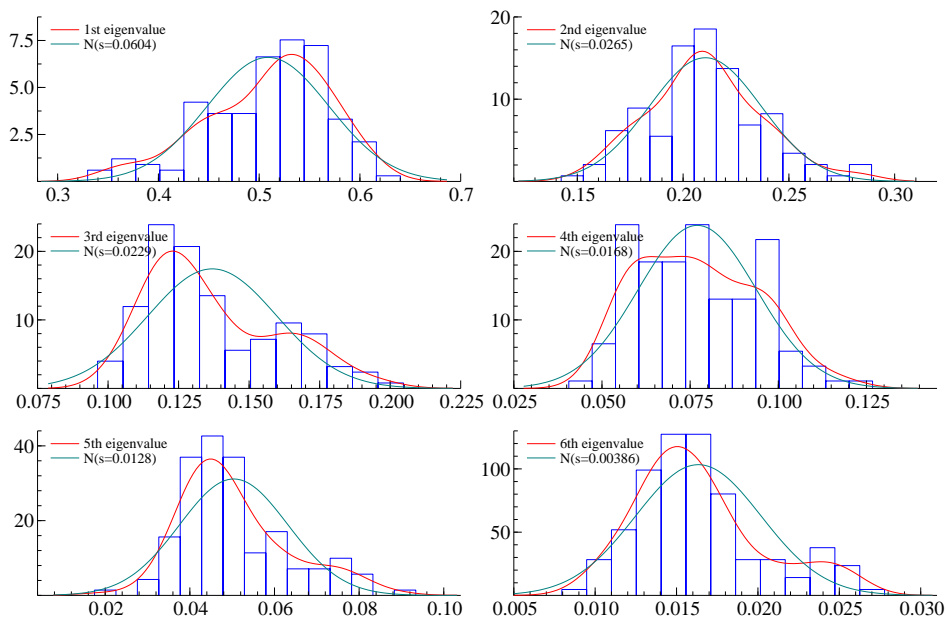 1st eigenvalue
N(s=0.0604)
7.5
5.0
2.5
0.3 0.4 0.5 0.6 0.7
2nd eigenvalue
N(s=0.0265)
20
10
0.15 0.20 0.25 0.30
3rd eigenvalue
N(s=0.0229)
20
10
0.075 0.100 0.125 0.150 0.175 0.200 0.225
4th eigenvalue
N(s=0.0168)
20
10
0.025 0.050 0.075 0.100 0.125
5th eigenvalue
N(s=0.0128)
40
20
0.02 0.04 0.06 0.08 0.10
6th eigenvalue
N(s=0.00386)
100
50
0.005 0.010 0.015 0.020 0.025 0.030